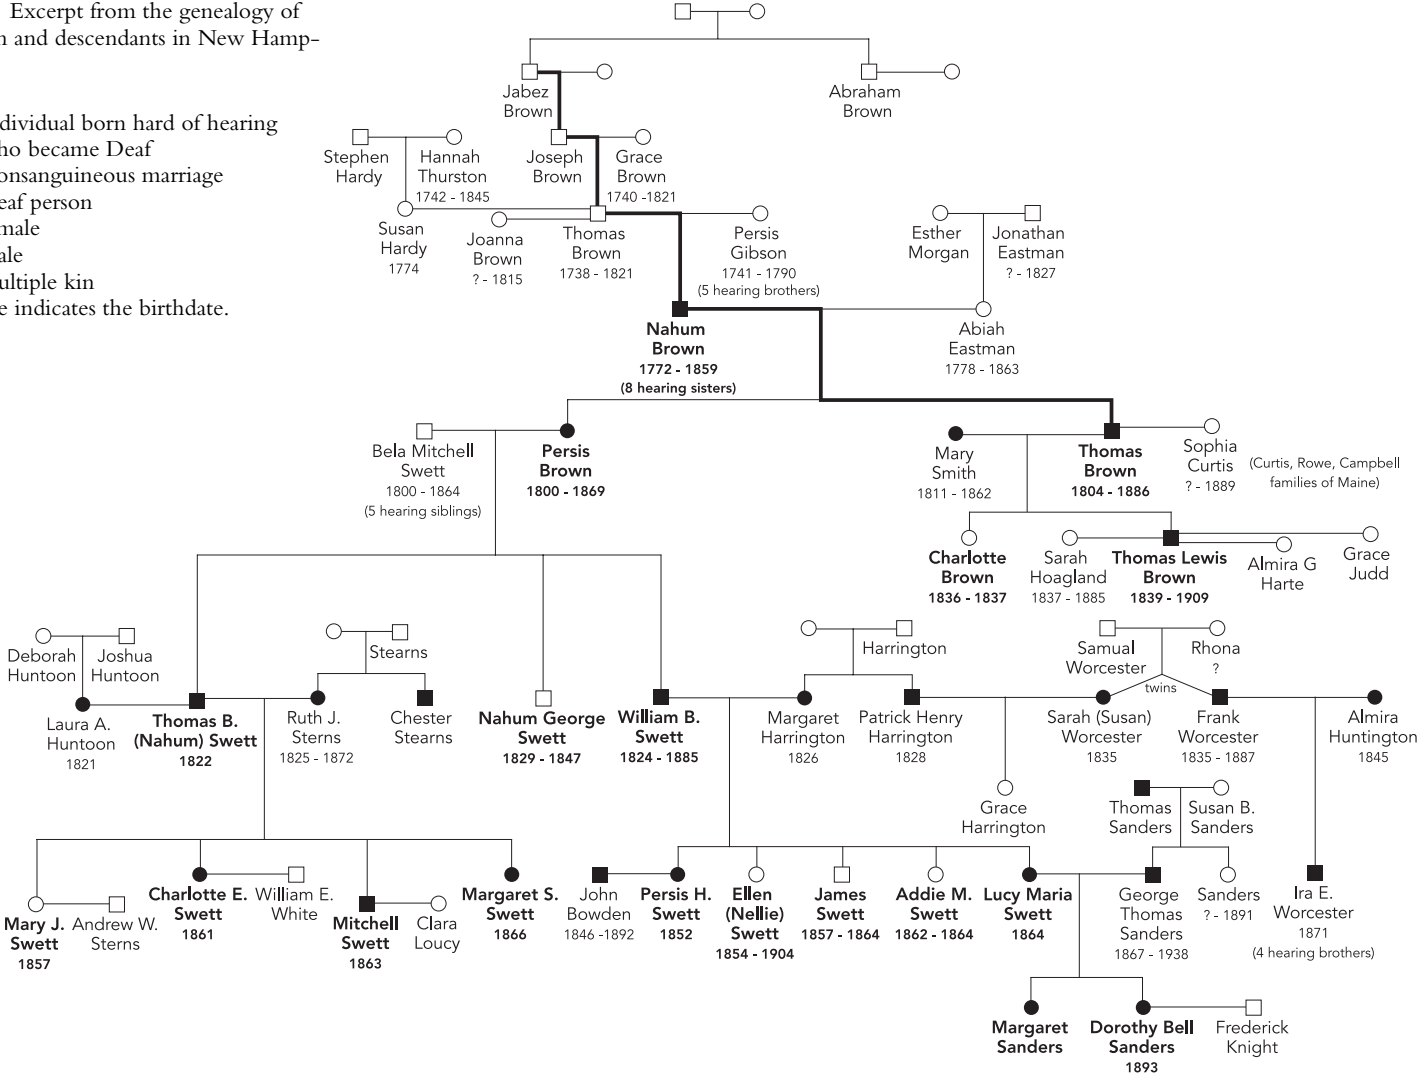 Excerpt from the genealogy of
and descendants in New Hamp-
born hard of hearing
became Deaf
marriage
person
indicates the birthdate.
Jabez
Brown
Abraham
Brown
Stephen
Hardy
Hannah
Thurston
1742 - 1845
Joseph
Brown
Grace
Brown
1740 -1821
Susan
Hardy
1774
Joanna
Brown
? - 1815
Thomas
Brown
1738 - 1821
Persis
Gibson
1741 - 1790
(5 hearing brothers)
Esther
Morgan
Jonathan
Eastman
? - 1827
Nahum
Brown
1772 - 1859
(8 hearing sisters)
Abiah
Eastman
1778 - 1863
Bela Mitchell
Swett
1800 - 1864
(5 hearing siblings)
Persis
Brown
1800 - 1869
Mary
Smith
1811 - 1862
Thomas
Brown
1804 - 1886
Sophia
Curtis
? - 1889
(Curtis, Rowe, Campbell
families of Maine)
Charlotte
Brown
1836 - 1837
Sarah
Hoagland
1837 - 1885
Thomas Lewis
Brown
1839 - 1909
Almira G
Harte
Grace
Judd
Deborah
Huntoon
Joshua
Huntoon
Stearns
Harrington
Samual
Worcester
Rhona
?
twins
Laura A.
Huntoon
1821
Thomas B.
(Nahum) Swett
1822
Ruth J.
Sterns
1825 - 1872
Chester
Stearns
Nahum George
Swett
1829 - 1847
William B.
Swett
1824 - 1885
Margaret
Harrington
1826
Patrick Henry
Harrington
1828
Sarah (Susan)
Worcester
1835
Frank
Worcester
1835 - 1887
Almira
Huntington
1845
Grace
Harrington
Thomas
Sanders
Susan B.
Sanders
Mary J.
Swett
1857
Andrew W.
Sterns
Charlotte E.
Swett
1861
William E.
White
Mitchell
Swett
1863
Clara
Loucy
Margaret S.
Swett
1866
John
Bowden
1846 -1892
Persis H.
Swett
1852
Ellen
(Nellie)
Swett
1854 - 1904
James
Swett
1857 - 1864
Addie M.
Swett
1862 - 1864
Lucy Maria
Swett
1864
George
Thomas
Sanders
1867 - 1938
Sanders
? - 1891
Ira E.
Worcester
1871
(4 hearing brothers)
Margaret
Sanders
Dorothy Bell
Sanders
1893
Frederick
Knight